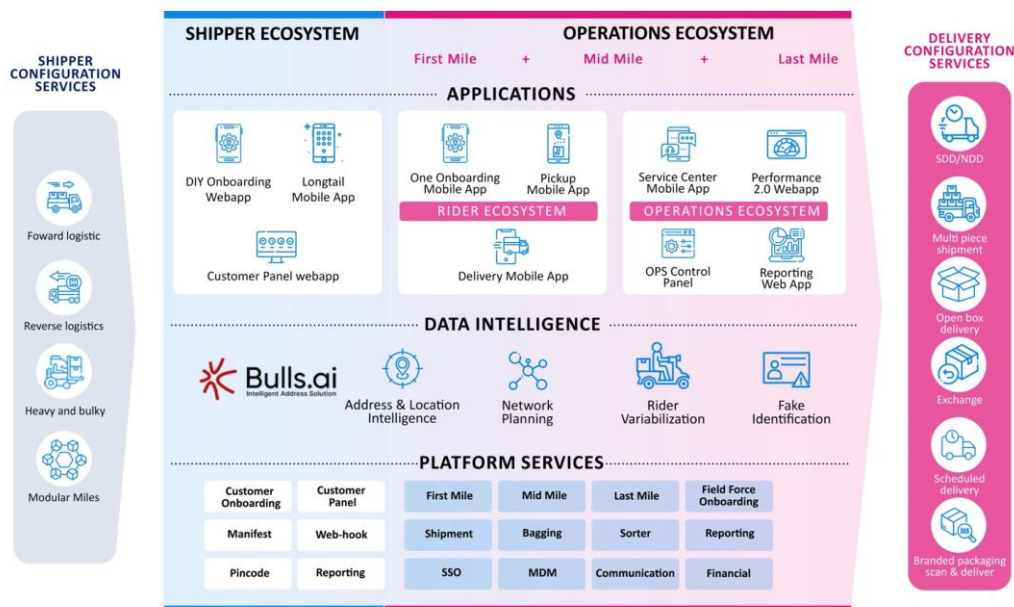 SHIPPER
CONFIGURATION
SERVICES
Foward logistic
Reverse logistics
Heavy and bulky
Modular Miles
SHIPPER ECOSYSTEM
OPERATIONS ECOSYSTEM
First Mile + Mid Mile + Last Mile
APPLICATIONS
DIY Onboarding
Webapp
Longtail
Mobile App
Customer Panel webapp
One Onboarding
Mobile App
Pickup
Mobile App
RIDER ECOSYSTEM
Delivery Mobile App
Service Center
Mobile App
Performance
2.0 Webapp
OPERATIONS ECOSYSTEM
OPS Control
Panel
Reporting
Web App
DATA INTELLIGENCE
Bulls.ai
Intelligent Address Solution
Address & Location
Intelligence
Network
Planning
Rider
Variabilization
Fake
Identification
PLATFORM SERVICES
Customer
Onboarding
Customer
Panel
First Mile
Mid Mile
Last Mile
Field Force
Onboarding
Manifest
Web-hook
Shipment
Bagging
Sorter
Reporting
Pincode
Reporting
SSO
MDM
Communication
Financial
DELIVERY
CONFIGURATION
SERVICES
SDD/NDD
Multi piece
shipment
Open box
delivery
Exchange
Scheduled
delivery
Branded packaging
scan & deliver